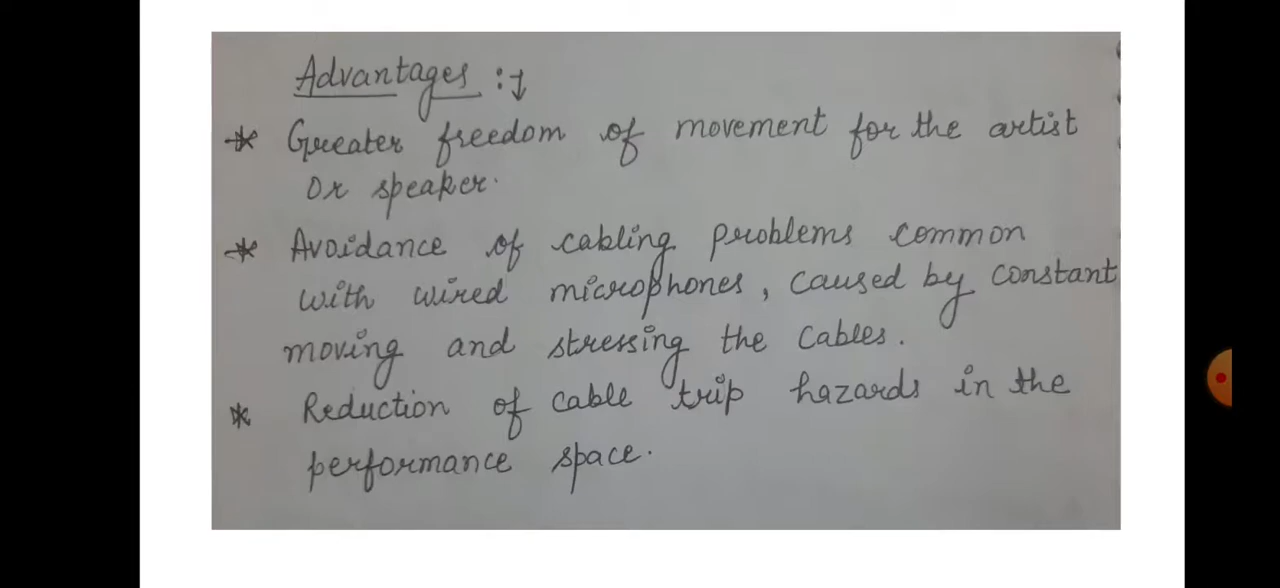 Advantages :↓
* Greater freedom of movement for the artist
or speaker.
* Avoidance of cabling problems common
with wired microphones, caused by constant
moving and stressing the cables.
* Reduction of cable trip hazards in the
performance space.